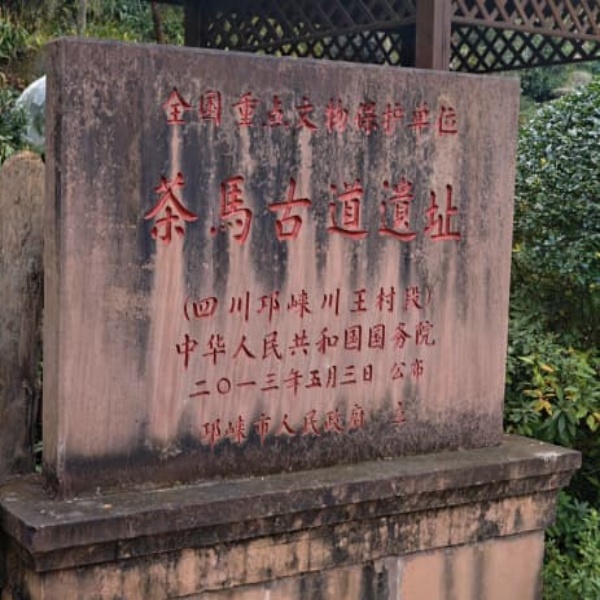 全国重点文物保护单位
茶馬古道遺址
(四川邛崃川王村段)
中华人民共和国国务院
二〇一三年五月三日 公布
邛崃市人民政府 立